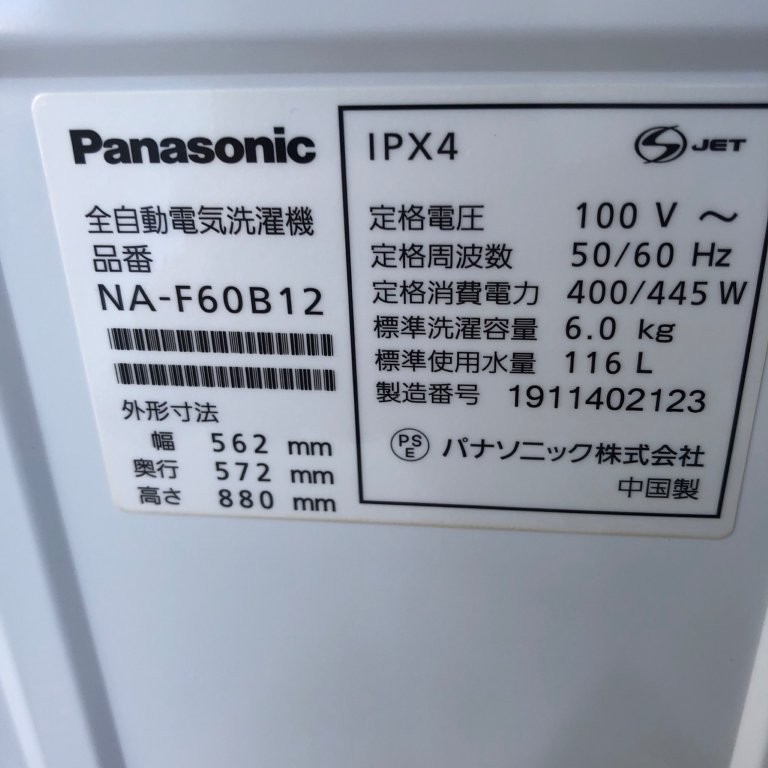 Panasonic
全自動電気洗濯機
品番
NA-F60B12
外形寸法
幅 562 mm
奥行 572 mm
高さ 880 mm
IPX4
S JET
定格電圧 100 V ～
定格周波数 50/60 Hz
定格消費電力 400/445 W
標準洗濯容量 6.0 kg
標準使用水量 116 L
製造番号 1911402123
PSE パナソニック株式会社
中国製